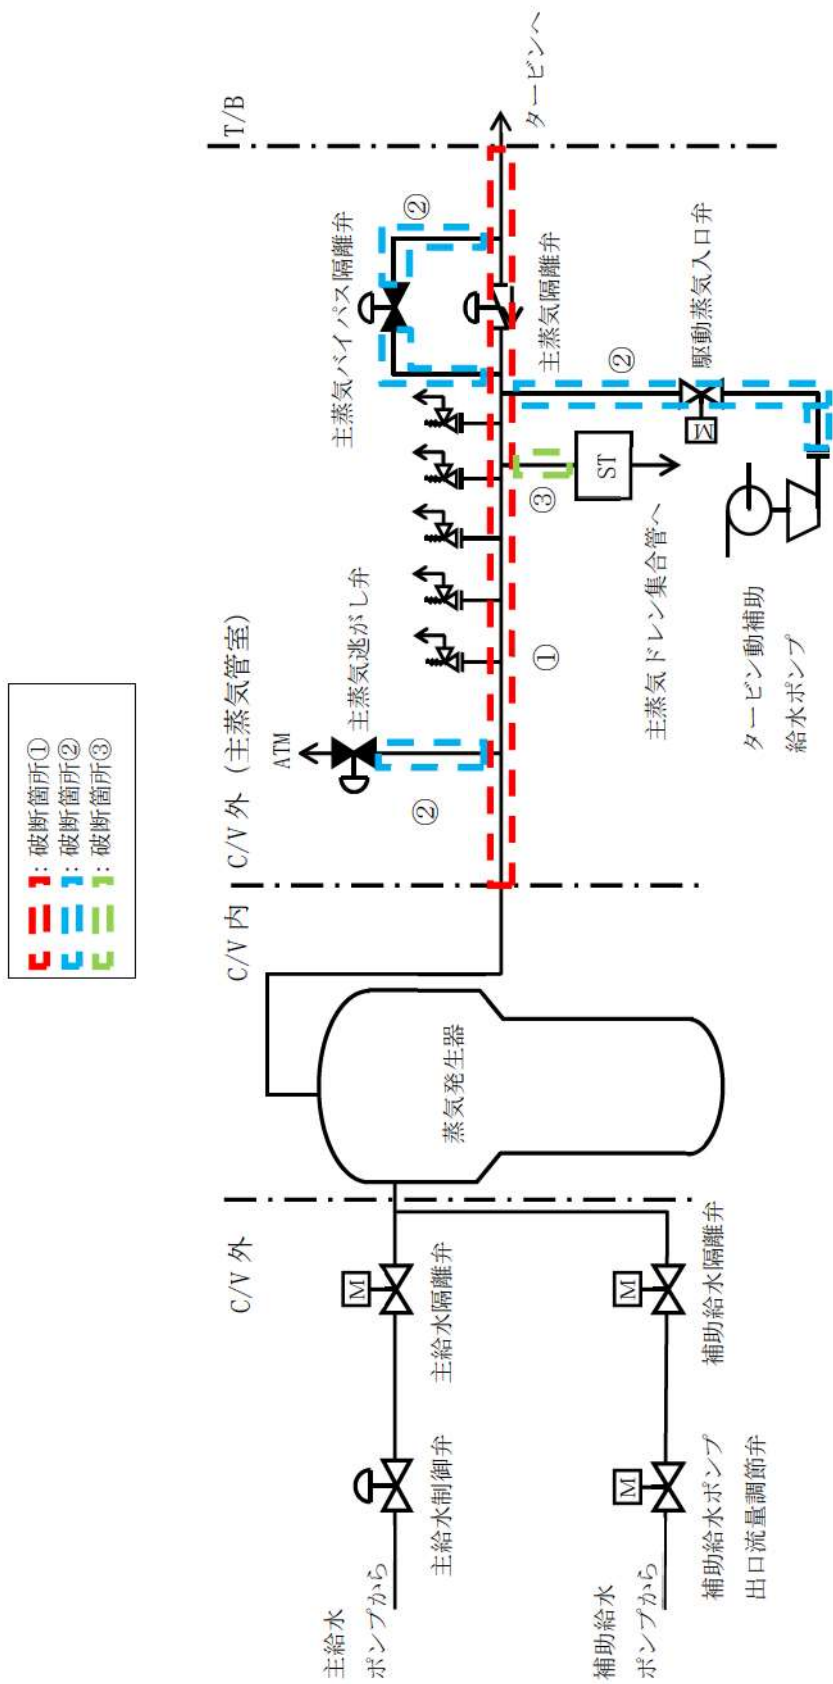 : 破断箇所①
: 破断箇所②
: 破断箇所③
C/V 外
C/V 内
C/V 外 (主蒸気管室)
T/B
ATM
主蒸気逃がし弁
②
主蒸気バイパス隔離弁
②
主蒸気隔離弁
タービンへ
①
③
ST
主蒸気ドレン集合管へ
②
M
駆動蒸気入口弁
タービン動補助
給水ポンプ
蒸気発生器
主給水
ポンプから
主給水制御弁
M
主給水隔離弁
補助給水
ポンプから
M
補助給水ポンプ
出口流量調節弁
M
補助給水隔離弁